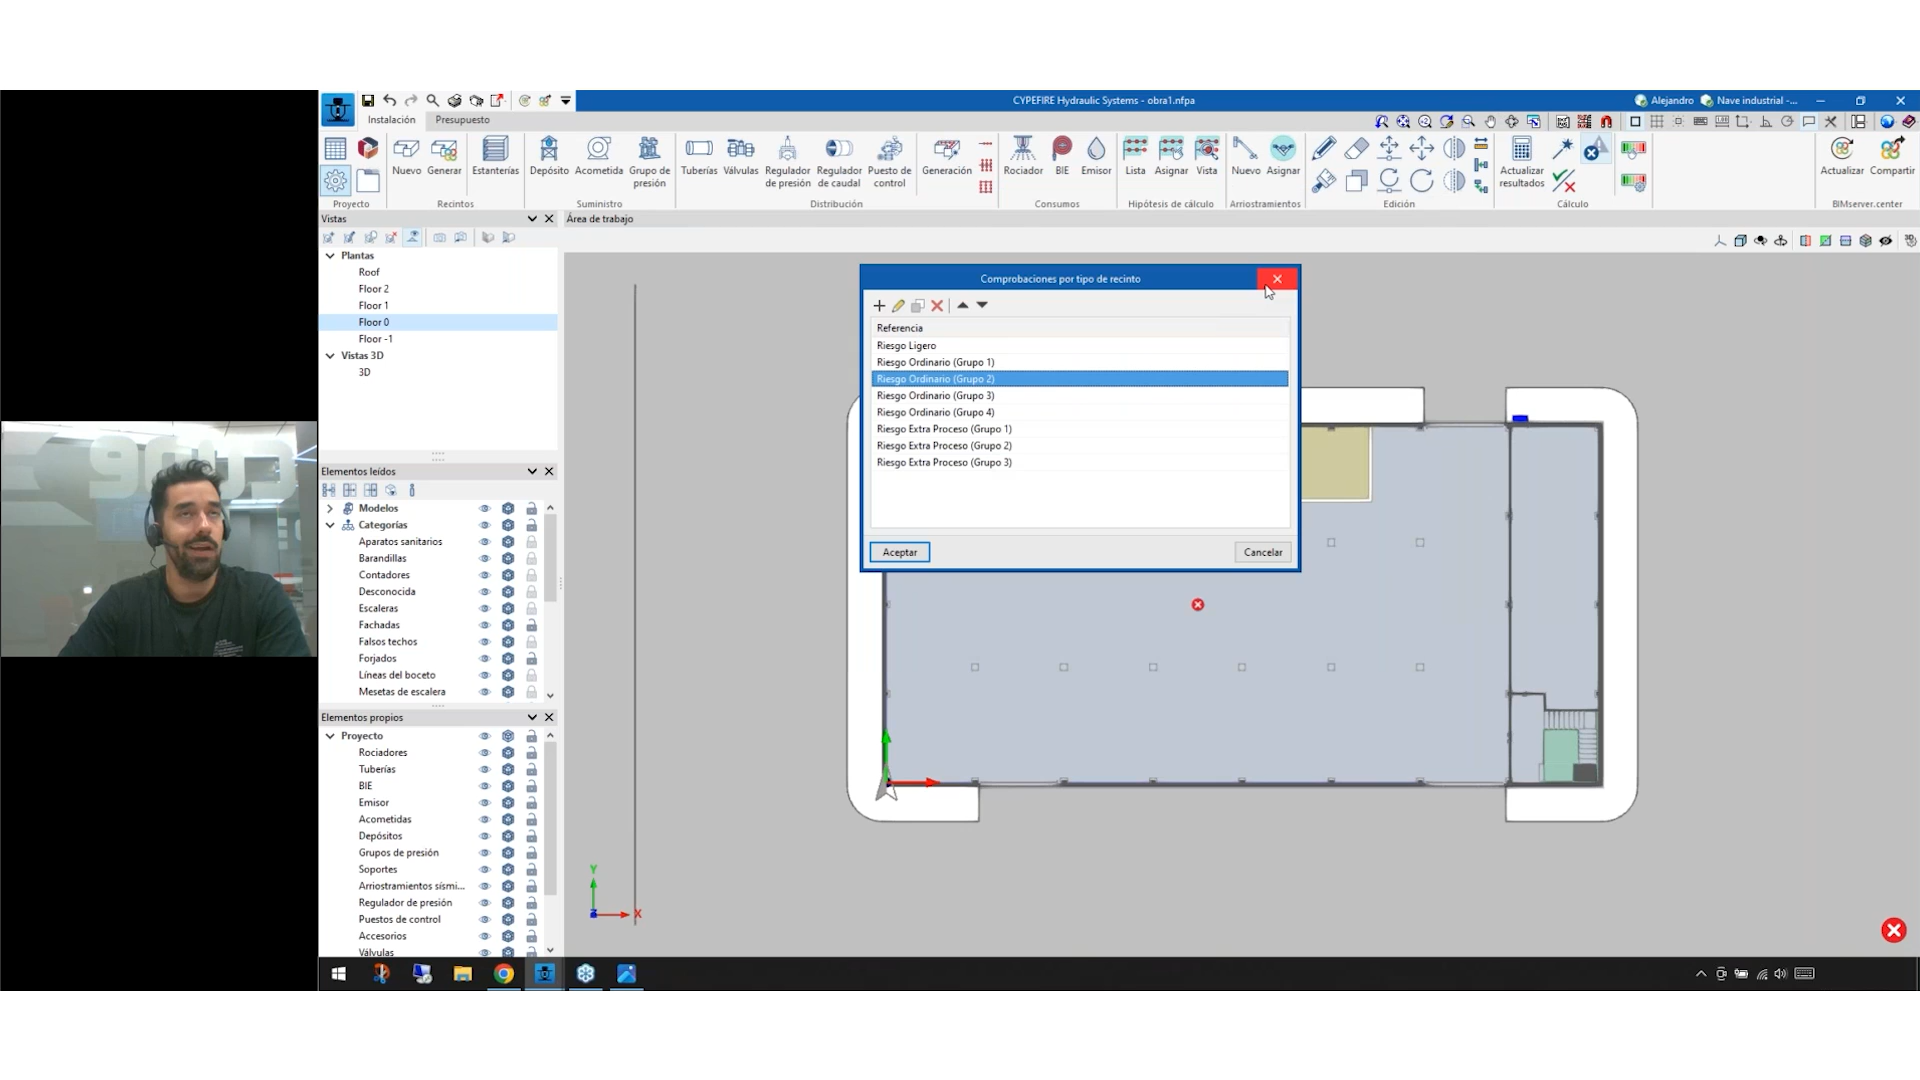 CYPEFIRE Hydraulic Systems - obra1.nfpa
Alejandro
Nave industrial -...
Instalación
Presupuesto
Nuevo
Generar
Estanterías
Depósito
Acometida
Grupo de presión
Tuberías
Válvulas
Regulador de presión
Regulador de caudal
Puesto de control
Generación
Rociador
BIE
Emisor
Lista
Asignar
Vista
Nuevo
Asignar
Actualizar resultados
Actualizar
Compartir
Proyecto
Recintos
Suministro
Distribución
Consumos
Hipótesis de cálculo
Arriostramientos
Edición
Cálculo
BIMserver.center
Vistas
Área de trabajo
Plantas
Roof
Floor 2
Floor 1
Floor 0
Floor -1
Vistas 3D
3D
Elementos leídos
Modelos
Categorías
Aparatos sanitarios
Barandillas
Contadores
Desconocida
Escaleras
Fachadas
Falsos techos
Forjados
Líneas del boceto
Mesetas de escalera
Elementos propios
Proyecto
Rociadores
Tuberías
BIE
Emisor
Acometidas
Depósitos
Grupos de presión
Soportes
Arriostramientos sísmi...
Regulador de presión
Puestos de control
Accesorios
Válvulas
Comprobaciones por tipo de recinto
Referencia
Riesgo Ligero
Riesgo Ordinario (Grupo 1)
Riesgo Ordinario (Grupo 2)
Riesgo Ordinario (Grupo 3)
Riesgo Ordinario (Grupo 4)
Riesgo Extra Proceso (Grupo 1)
Riesgo Extra Proceso (Grupo 2)
Riesgo Extra Proceso (Grupo 3)
Aceptar
Cancelar
Y
Z
X